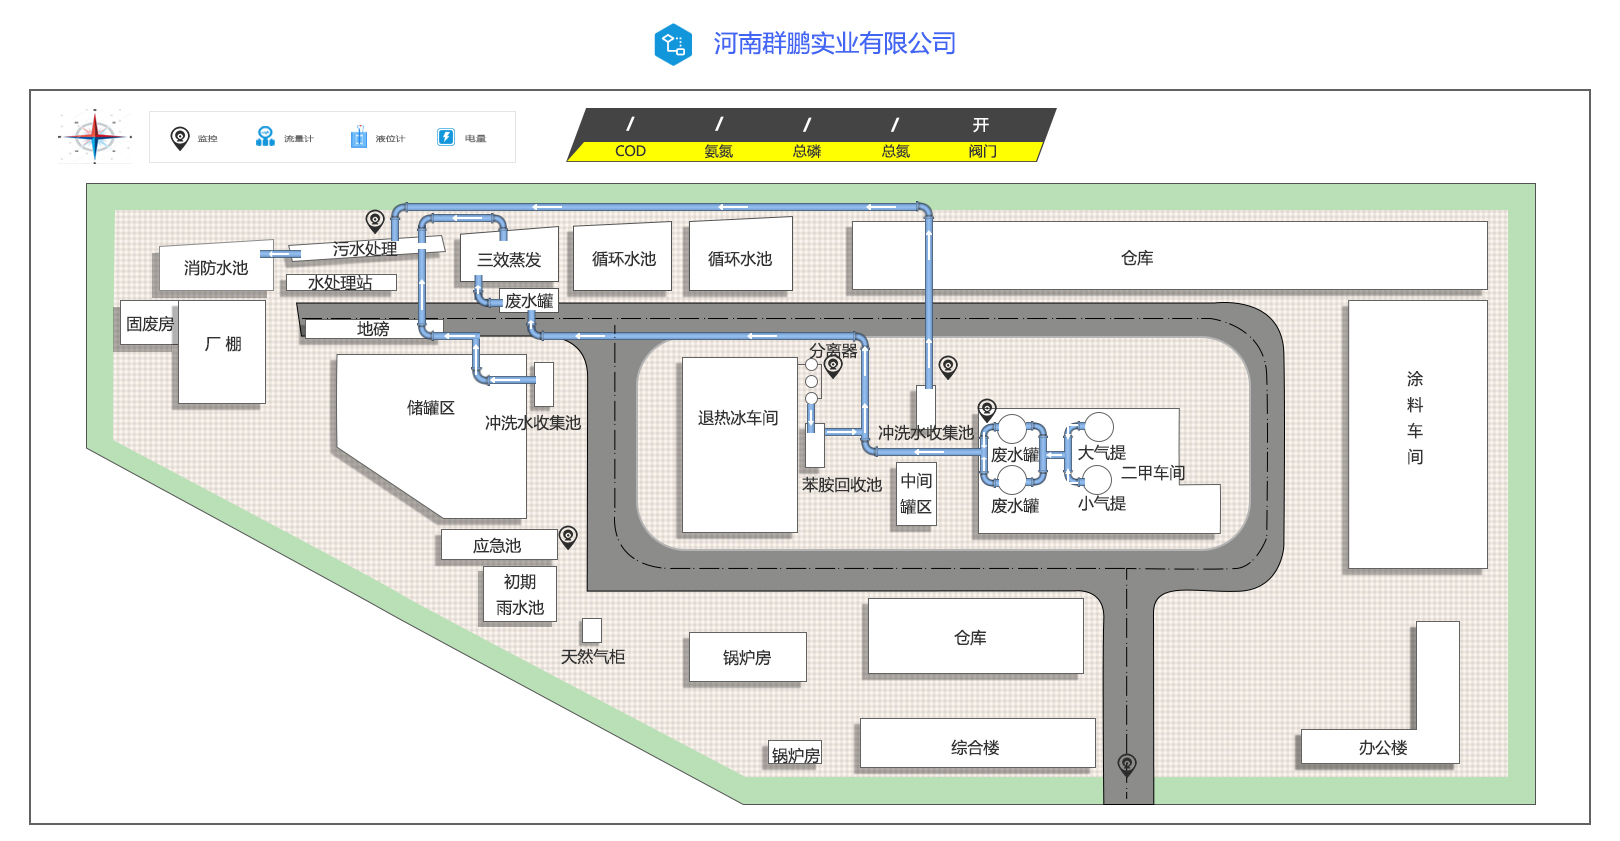 河南群鹏实业有限公司
监控
流量计
液位计
电量
/ / / / 开
COD 氨氮 总磷 总氮 阀门
消防水池
污水处理
水处理站
三效蒸发
循环水池
循环水池
仓库
废水罐
固废房
厂 棚
地磅
储罐区
冲洗水收集池
分离器
退热冰车间
苯胺回收池
冲洗水收集池
中间
罐区
废水罐
废水罐
大气提
小气提
二甲车间
涂
料
车
间
应急池
初期
雨水池
天然气柜
锅炉房
仓库
锅炉房
综合楼
办公楼